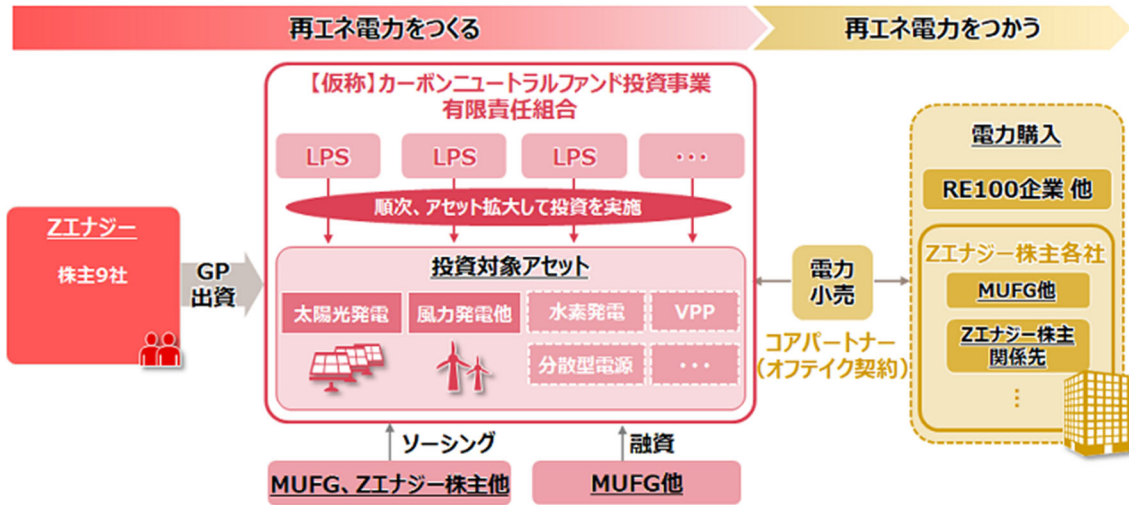 再エネ電力をつくる
再エネ電力をつかう
【仮称】カーボンニュートラルファンド投資事業
有限責任組合
LPS
LPS
LPS
・・・
順次、アセット拡大して投資を実施
Zエナジー
株主9社
GP
出資
投資対象アセット
太陽光発電
風力発電他
水素発電
VPP
分散型電源
・・・
ソーシング
融資
MUFG、Zエナジー株主他
MUFG他
電力
小売
コアパートナー
（オフテイク契約）
電力購入
RE100企業 他
Zエナジー株主各社
MUFG他
Zエナジー株主
関係先
⋮